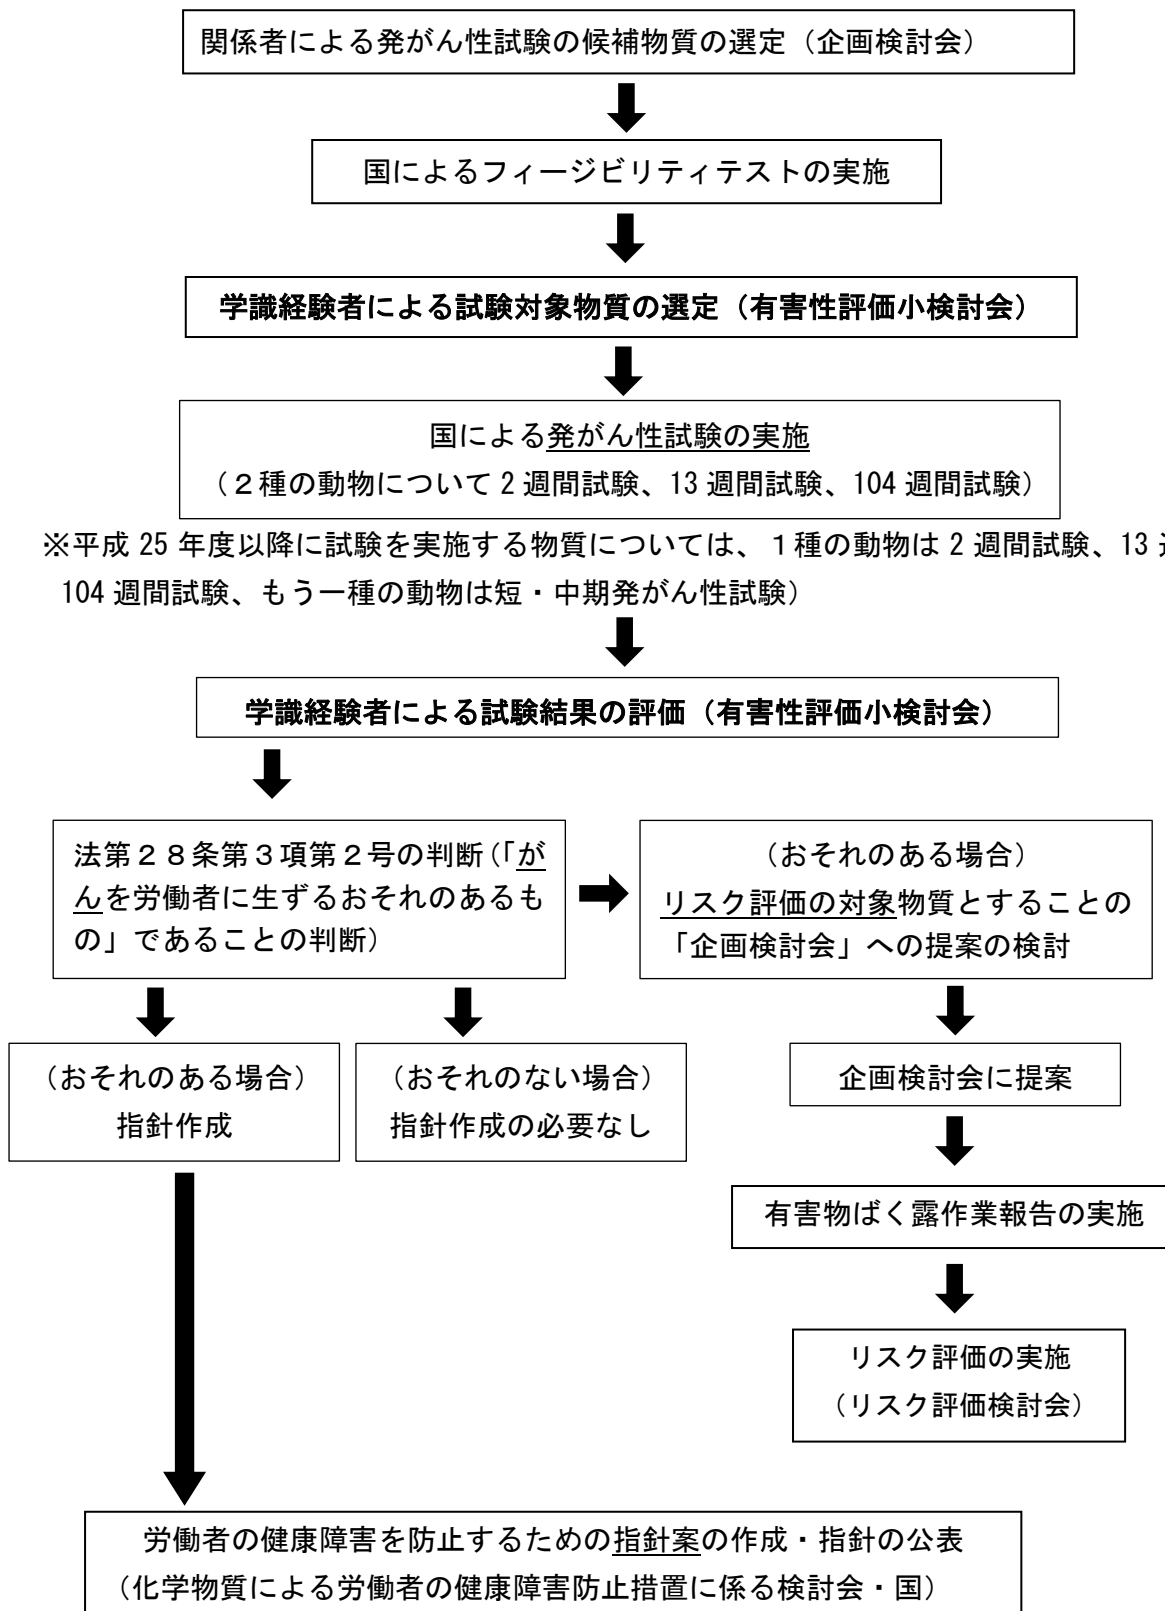 関係者による発がん性試験の候補物質の選定（企画検討会）
国によるフィージビリティテストの実施
学識経験者による試験対象物質の選定（有害性評価小検討会）
国による発がん性試験の実施
（２種の動物について 2 週間試験、13 週間試験、104 週間試験）
※平成 25 年度以降に試験を実施する物質については、１種の動物は 2 週間試験、13
104 週間試験、もう一種の動物は短・中期発がん性試験）
学識経験者による試験結果の評価（有害性評価小検討会）
法第２８条第３項第２号の判断（「が
んを労働者に生ずるおそれのあるも
の」であることの判断）
（おそれのある場合）
リスク評価の対象物質とすることの
「企画検討会」への提案の検討
（おそれのある場合）
指針作成
（おそれのない場合）
指針作成の必要なし
企画検討会に提案
有害物ばく露作業報告の実施
リスク評価の実施
（リスク評価検討会）
労働者の健康障害を防止するための指針案の作成・指針の公表
（化学物質による労働者の健康障害防止措置に係る検討会・国）